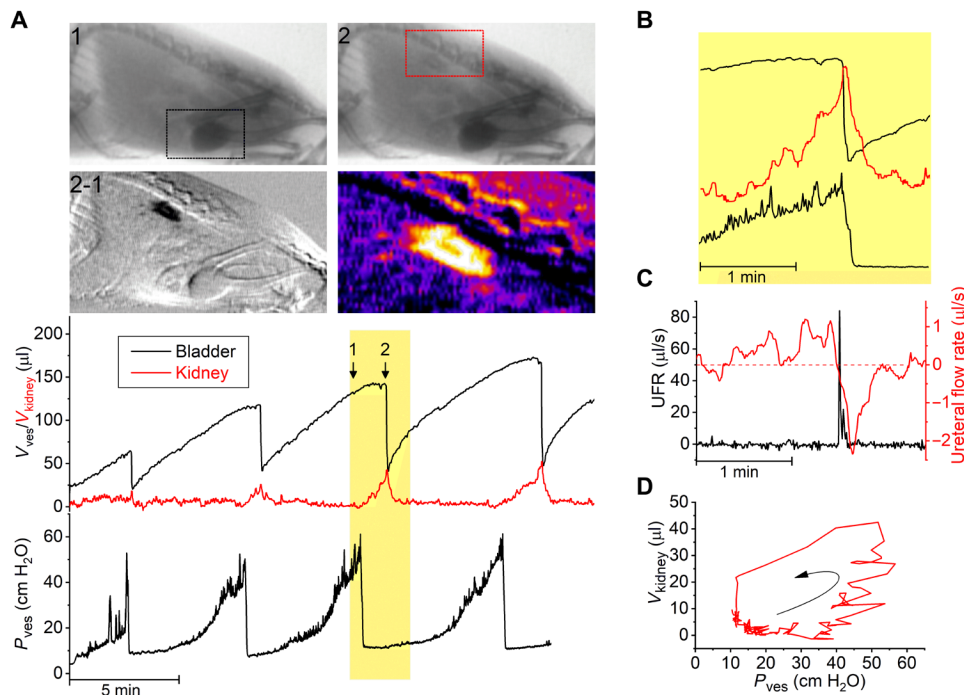 A
1
2
2-1
Bladder
Kidney
V_ves/V_kidney (µl)
200
150
100
50
0
1
2
P_ves (cm H₂O)
60
40
20
0
5 min
B
1 min
C
UFR (µl/s)
80
60
40
20
0
1 min
Ureteral flow rate (µl/s)
1
0
−1
−2
D
V_kidney (µl)
50
40
30
20
10
0
0 10 20 30 40 50 60
P_ves (cm H₂O)